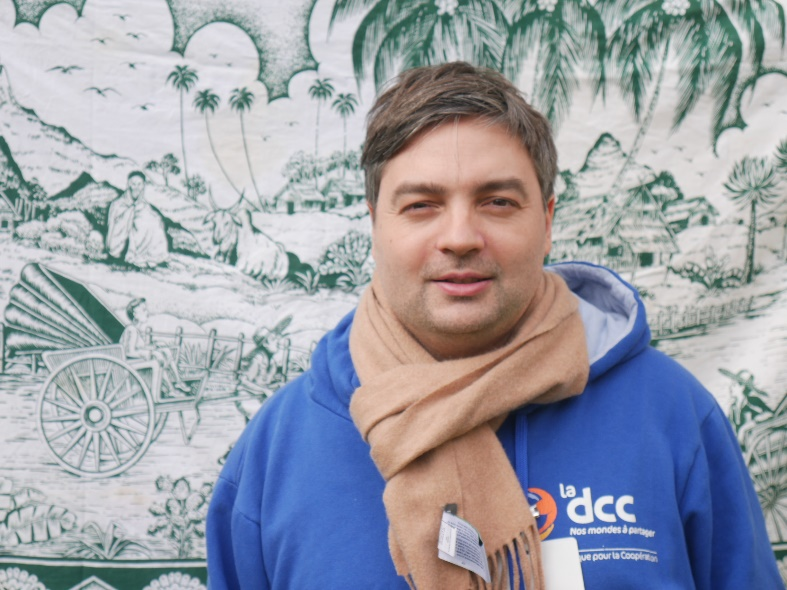 la
dcc
Nos mondes à partager
que pour la Coopération